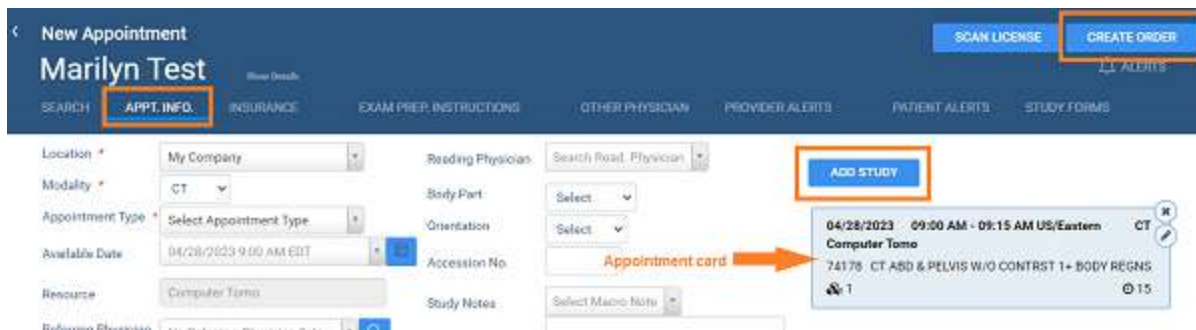 New Appointment
SCAN LICENSE
CREATE ORDER
Marilyn Test
Show Details
ALERTS
SEARCH
APPT. INFO.
INSURANCE
EXAM PREP. INSTRUCTIONS
OTHER PHYSICIAN
PROVIDER ALERTS
PATIENT ALERTS
STUDY FORMS
Location *
My Company
Modality *
CT
Appointment Type *
Select Appointment Type
Available Date
04/28/2023 9:00 AM EDT
Resource
Computer Tomo
Referring Physician
Reading Physician
Search Read. Physician
Body Part
Select
Orientation
Select
Accession No.
Study Notes
Select Macro Note
Appointment card
ADD STUDY
04/28/2023 09:00 AM - 09:15 AM US/Eastern CT
Computer Tomo
74178 CT ABD & PELVIS W/O CONTRST 1+ BODY REGNS
1
15